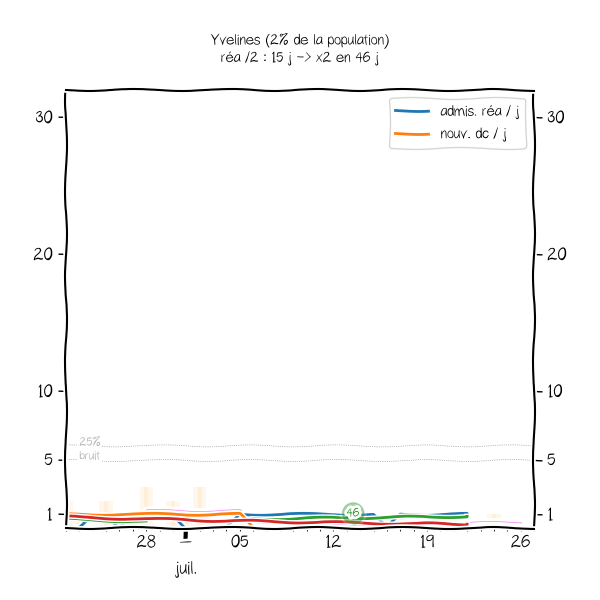 Yvelines (2% de la population)
réa /2 : 15 j -> x2 en 46 j
admis. réa / j
nouv. dc / j
30 30
20 20
10 10
25%
bruit
5 5
46
1 1
28 1 05 12 19 26
juil.